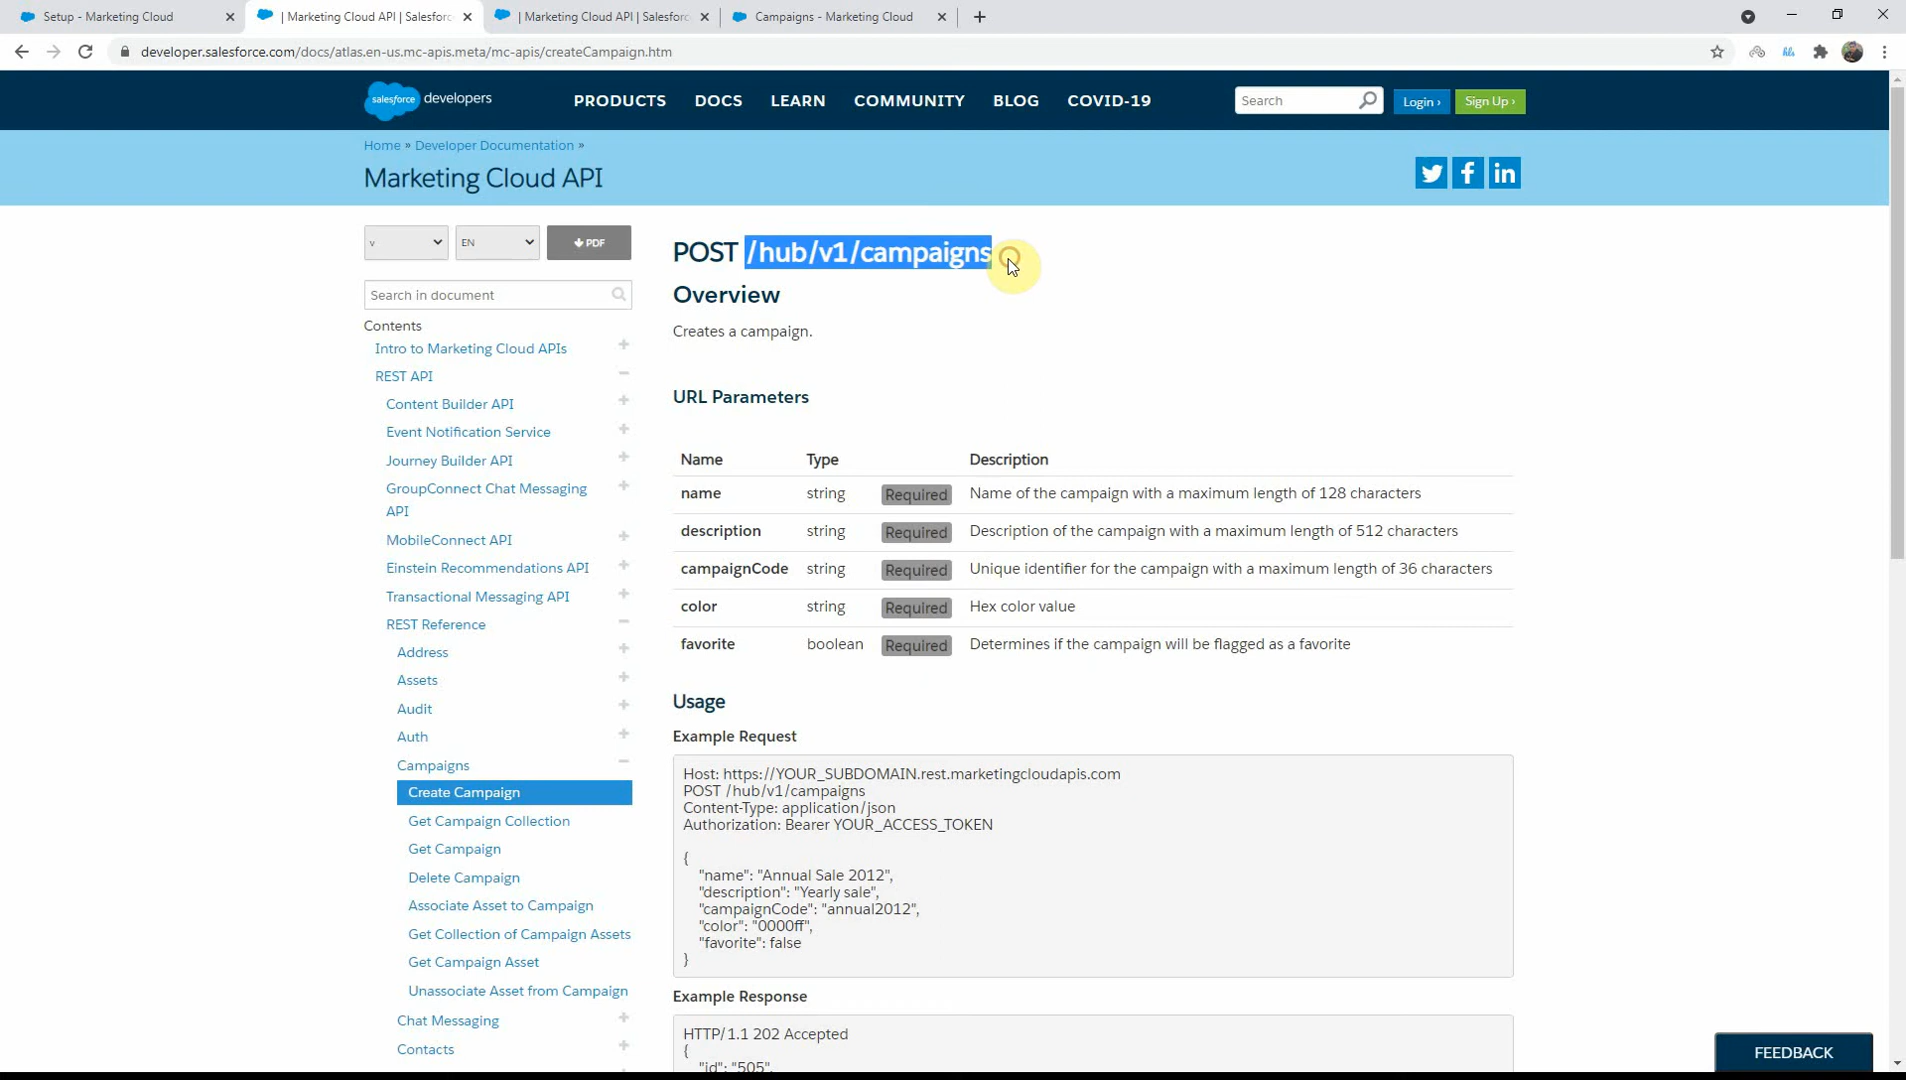 Setup - Marketing Cloud
| Marketing Cloud API | Salesforc
| Marketing Cloud API | Salesforc
Campaigns - Marketing Cloud
developer.salesforce.com/docs/atlas.en-us.mc-apis.meta/mc-apis/createCampaign.htm
salesforce developers
PRODUCTS
DOCS
LEARN
COMMUNITY
BLOG
COVID-19
Search
Login ›
Sign Up ›
Home » Developer Documentation »
Marketing Cloud API
v
EN
PDF
Search in document
Contents
Intro to Marketing Cloud APIs
REST API
Content Builder API
Event Notification Service
Journey Builder API
GroupConnect Chat Messaging
API
MobileConnect API
Einstein Recommendations API
Transactional Messaging API
REST Reference
Address
Assets
Audit
Auth
Campaigns
Create Campaign
Get Campaign Collection
Get Campaign
Delete Campaign
Associate Asset to Campaign
Get Collection of Campaign Assets
Get Campaign Asset
Unassociate Asset from Campaign
Chat Messaging
Contacts
POST /hub/v1/campaigns
Overview
Creates a campaign.
URL Parameters
Name Type Description
name string Required Name of the campaign with a maximum length of 128 characters
description string Required Description of the campaign with a maximum length of 512 characters
campaignCode string Required Unique identifier for the campaign with a maximum length of 36 characters
color string Required Hex color value
favorite boolean Required Determines if the campaign will be flagged as a favorite
Usage
Example Request
Host: https://YOUR_SUBDOMAIN.rest.marketingcloudapis.com
POST /hub/v1/campaigns
Content-Type: application/json
Authorization: Bearer YOUR_ACCESS_TOKEN
{
"name": "Annual Sale 2012",
"description": "Yearly sale",
"campaignCode": "annual2012",
"color": "0000ff",
"favorite": false
}
Example Response
HTTP/1.1 202 Accepted
{
"id": "505",
FEEDBACK